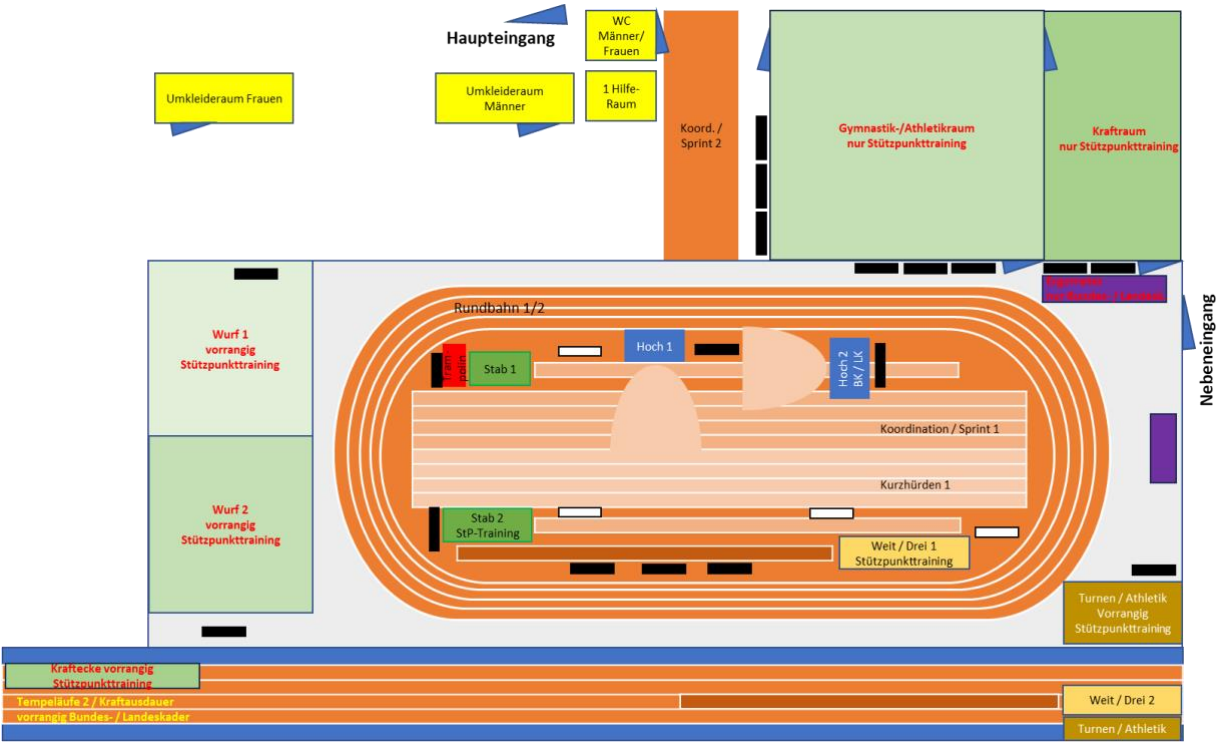 Haupteingang
WC
Männer/
Frauen
Umkleideraum Frauen
Umkleideraum
Männer
1 Hilfe-
Raum
Koord. /
Sprint 2
Gymnastik-/Athletikraum
nur Stützpunkttraining
Kraftraum
nur Stützpunkttraining
Nebeneingang
Rundbahn 1/2
Wurf 1
vorrangig
Stützpunkttraining
Tram
polin
Stab 1
Hoch 1
Hoch 2
BK / LK
Koordination / Sprint 1
Kurzhürden 1
Wurf 2
vorrangig
Stützpunkttraining
Stab 2
StP-Training
Weit / Drei 1
Stützpunkttraining
Turnen / Athletik
Vorrangig
Stützpunkttraining
Kraftecke vorrangig
Stützpunkttraining
Tempeläufe 2 / Kraftausdauer
vorrangig Bundes- / Landeskader
Weit / Drei 2
Turnen / Athletik